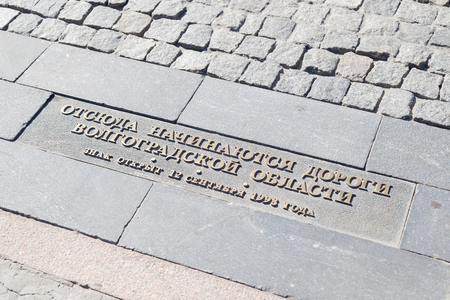 ОТСЮДА НАЧИНАЮТСЯ ДОРОГИ
ВОЛГОГРАДСКОЙ ОБЛАСТИ
ЗНАК ОТКРЫТ 12 СЕНТЯБРЯ 1998 ГОДА